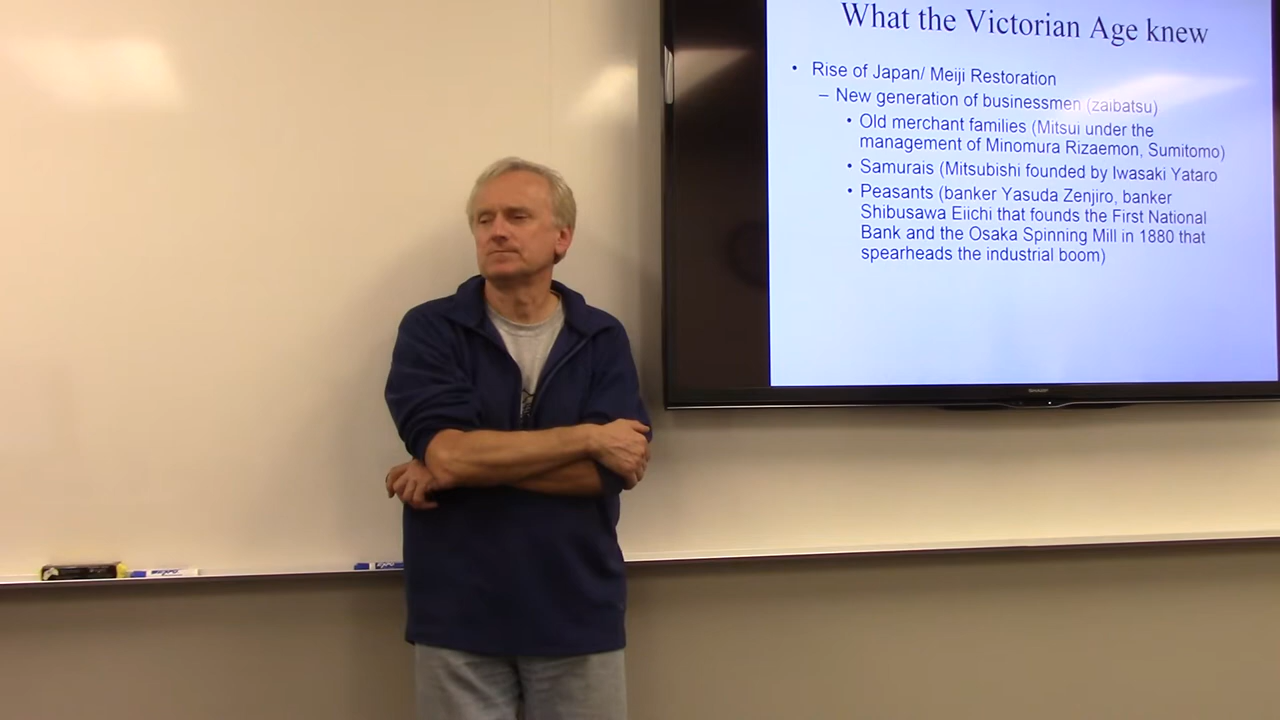 What the Victorian Age knew
• Rise of Japan/ Meiji Restoration
– New generation of businessmen (zaibatsu)
• Old merchant families (Mitsui under the
management of Minomura Rizaemon, Sumitomo)
• Samurais (Mitsubishi founded by Iwasaki Yataro
• Peasants (banker Yasuda Zenjiro, banker
Shibusawa Eiichi that founds the First National
Bank and the Osaka Spinning Mill in 1880 that
spearheads the industrial boom)
SHARP